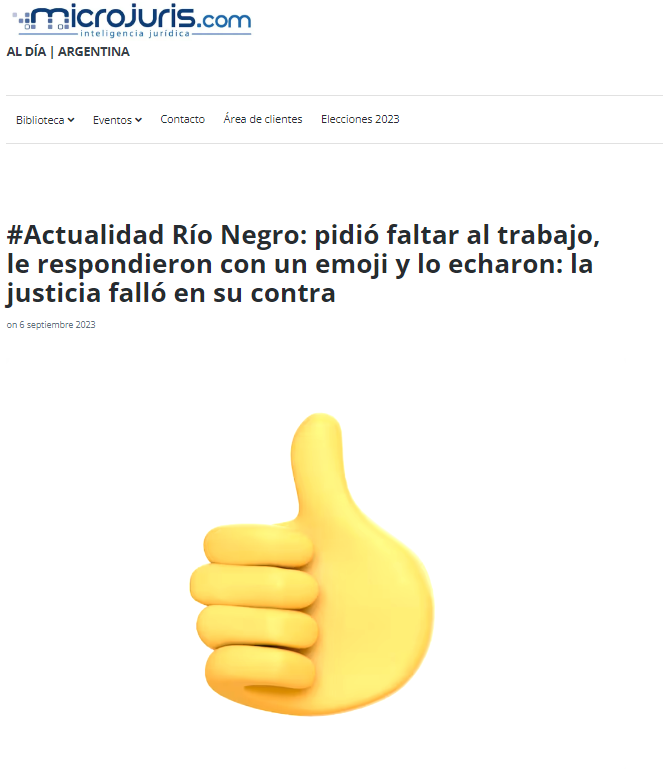 microjuris.com
inteligencia jurídica
AL DÍA | ARGENTINA
Biblioteca Eventos Contacto Área de clientes Elecciones 2023
#Actualidad Río Negro: pidió faltar al trabajo,
le respondieron con un emoji y lo echaron: la
justicia falló en su contra
on 6 septiembre 2023